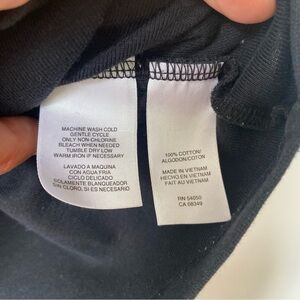 MACHINE WASH COLD
GENTLE CYCLE
ONLY NON-CHLORINE
BLEACH WHEN NEEDED
TUMBLE DRY LOW
WARM IRON IF NECESSARY
LAVADO A MAQUINA
CON AGUA FRIA
CICLO DELICADO
SOLAMENTE BLANQUEADOR
SIN CLORO, SI ES NECESARIO
100% COTTON/
ALGODON/COTON
MADE IN VIETNAM
HECHO EN VIETNAM
FAIT AU VIETNAM
RN 54050
CA 08349